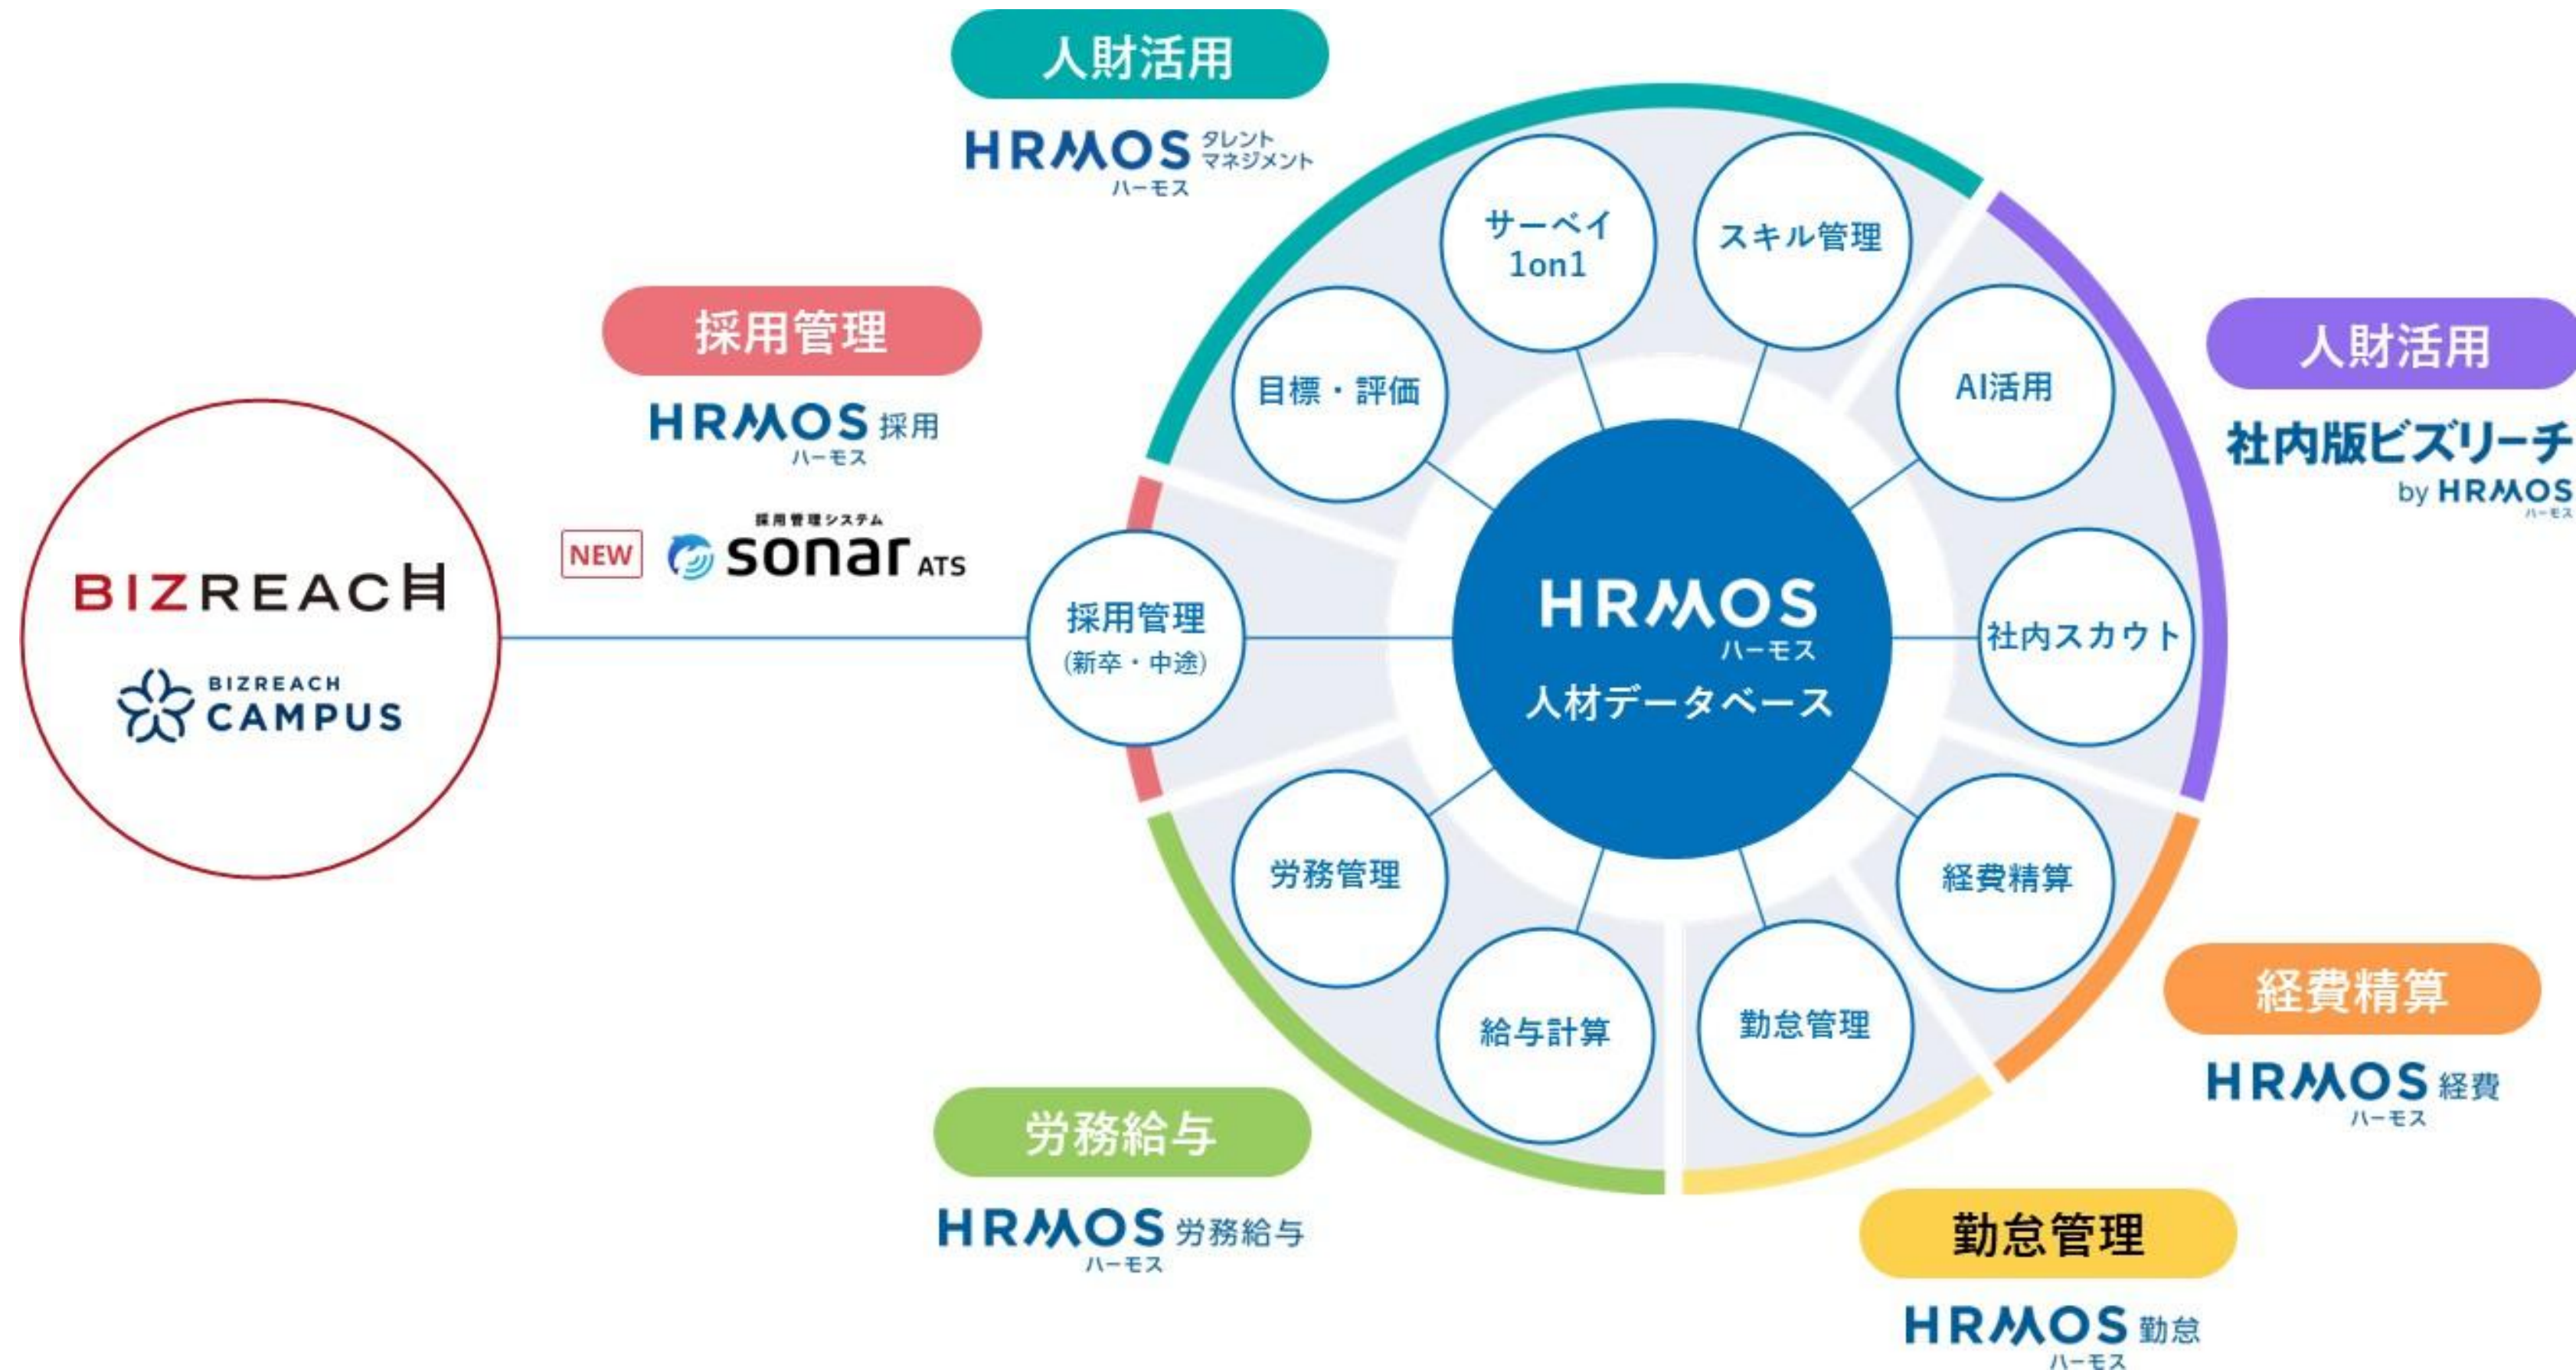 人財活用
HRMOS タレント
マネジメント
ハーモス
採用管理
HRMOS 採用
ハーモス
NEW
採用管理システム
sonar ATS
BIZREACH
BIZREACH
CAMPUS
サーベイ
1on1
スキル管理
目標・評価
AI活用
採用管理
(新卒・中途)
HRMOS
ハーモス
人材データベース
社内スカウト
労務管理
経費精算
給与計算
勤怠管理
人財活用
社内版ビズリーチ
by HRMOS
ハーモス
経費精算
HRMOS 経費
ハーモス
労務給与
HRMOS 労務給与
ハーモス
勤怠管理
HRMOS 勤怠
ハーモス